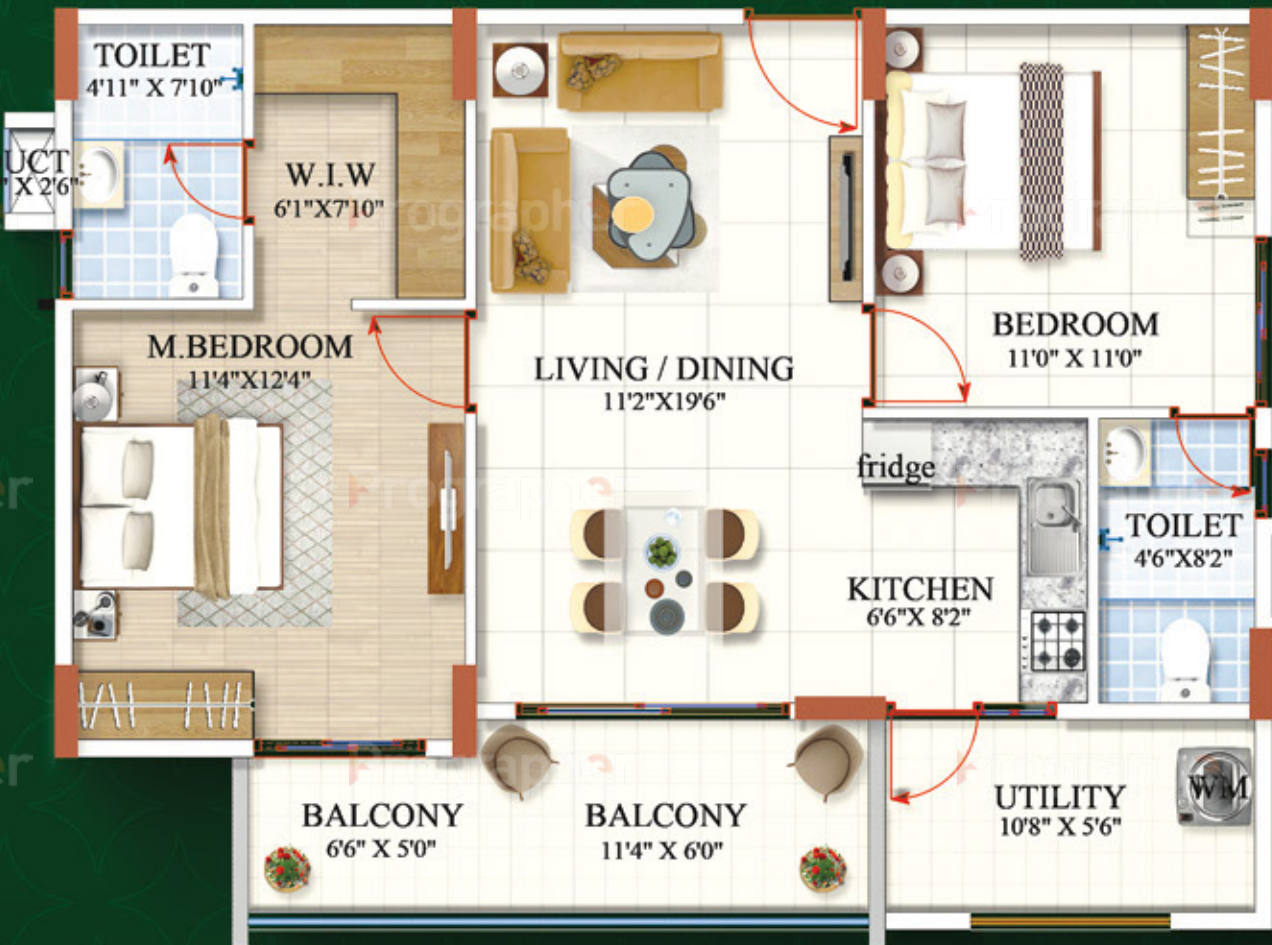 TOILET
4'11" X 7'10"
UCT
' X 2'6"
W.I.W
6'1"X7'10"
M.BEDROOM
11'4"X12'4"
LIVING / DINING
11'2"X19'6"
BEDROOM
11'0" X 11'0"
fridge
KITCHEN
6'6"X 8'2"
TOILET
4'6"X8'2"
BALCONY
6'6" X 5'0"
BALCONY
11'4" X 6'0"
UTILITY
10'8" X 5'6"
WM